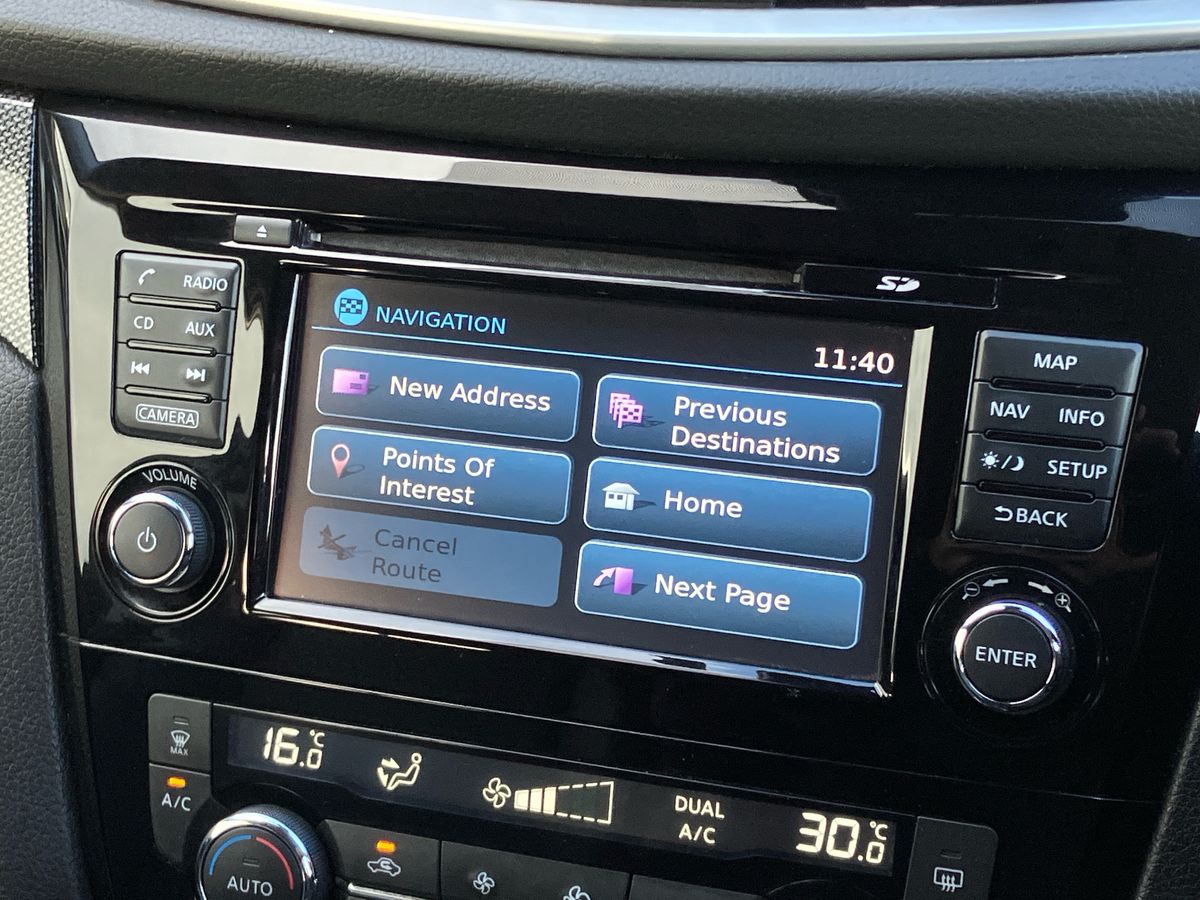 RADIO
CD AUX
CAMERA
VOLUME
NAVIGATION
11:40
New Address
Previous
Destinations
Points Of
Interest
Home
Cancel
Route
Next Page
SD
MAP
NAV INFO
SETUP
BACK
ENTER
MAX
A/C
AUTO
16.0°C
DUAL
A/C
30.0°C